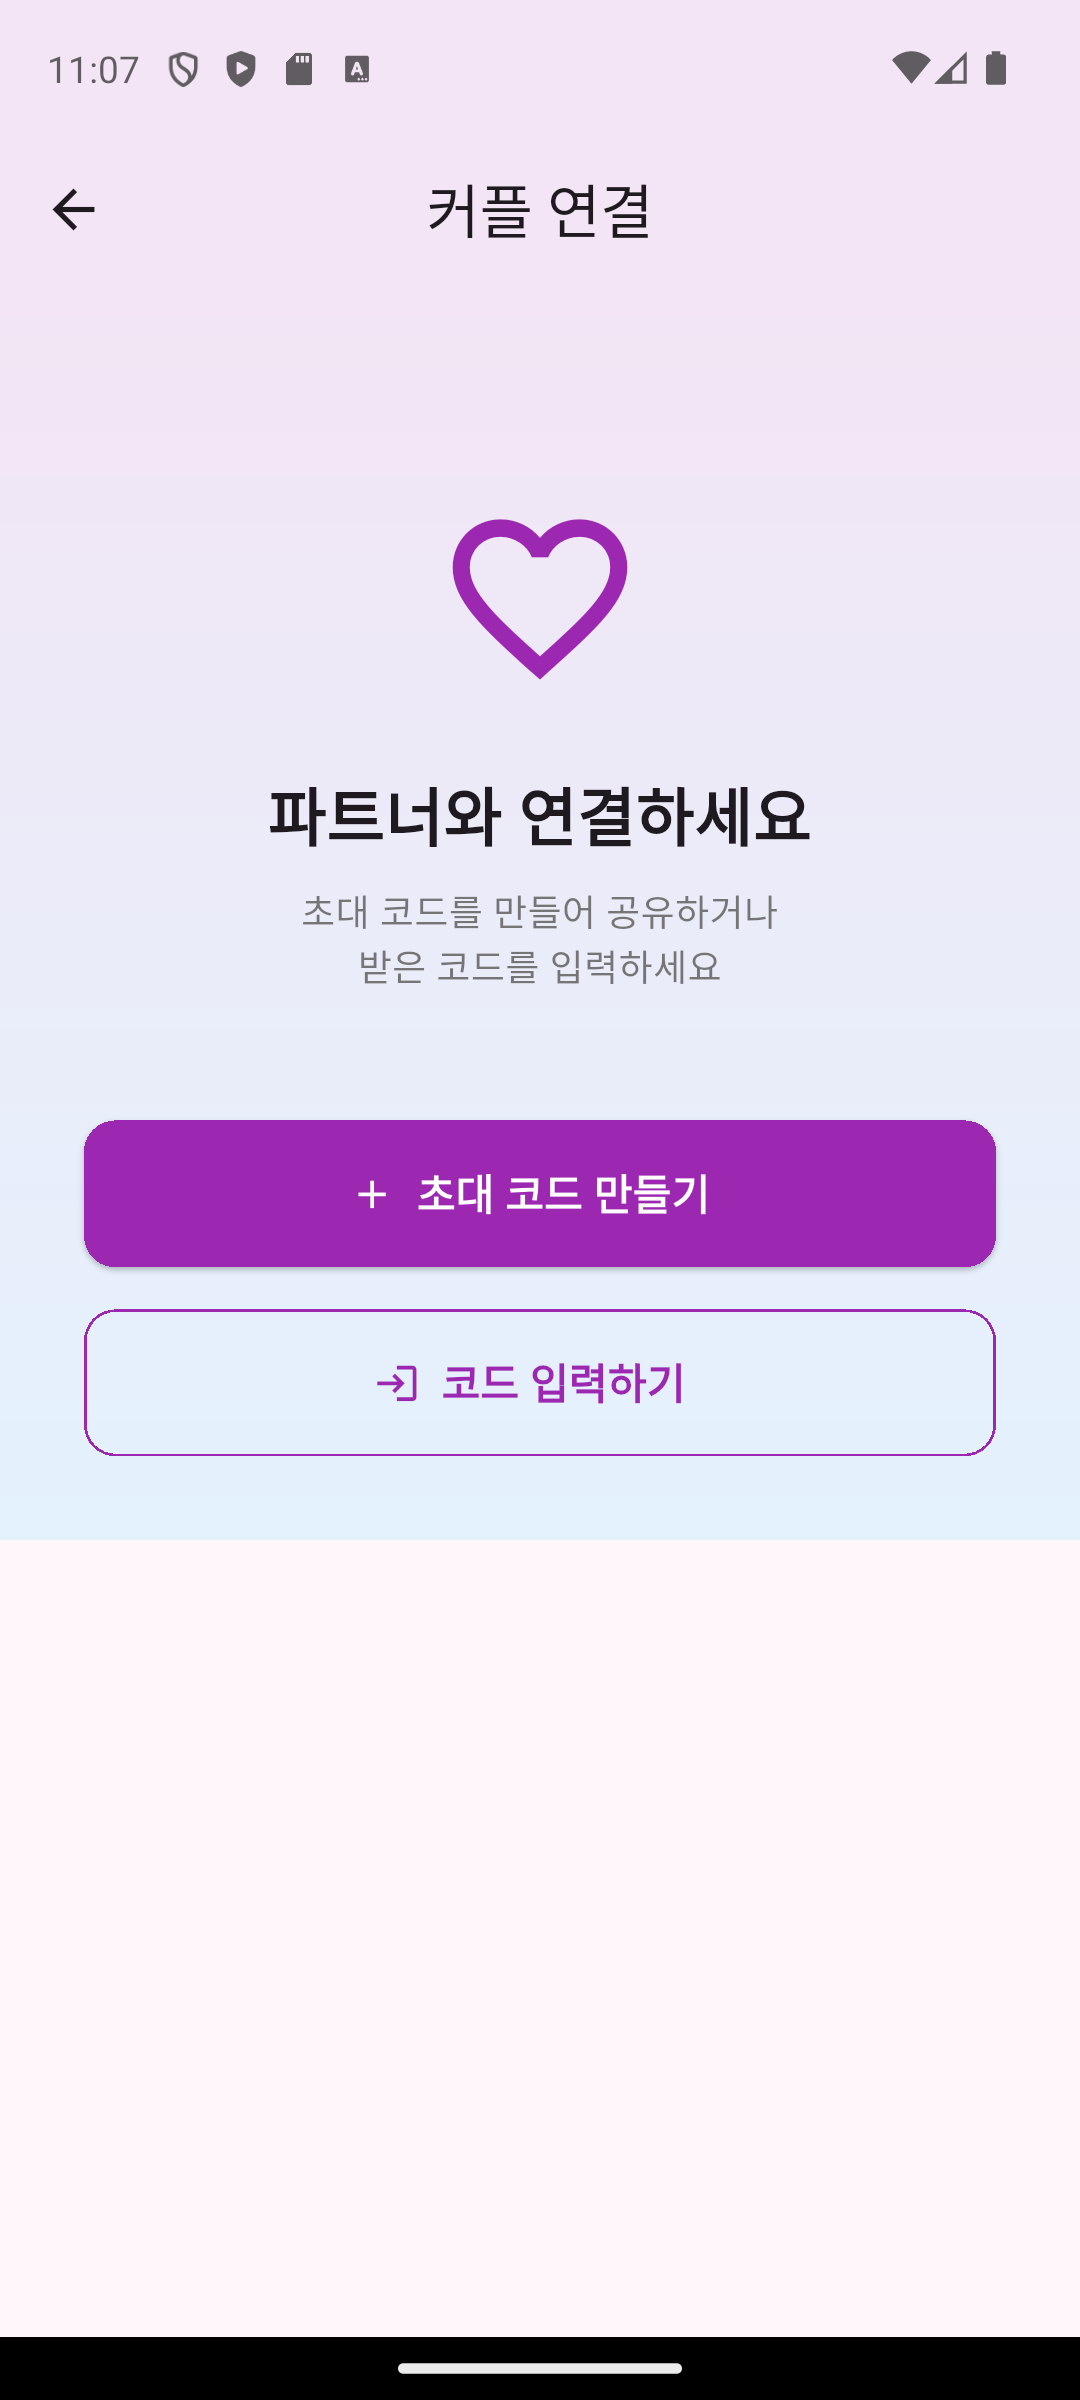 11:07
커플 연결
파트너와 연결하세요
초대 코드를 만들어 공유하거나
받은 코드를 입력하세요
초대 코드 만들기
코드 입력하기